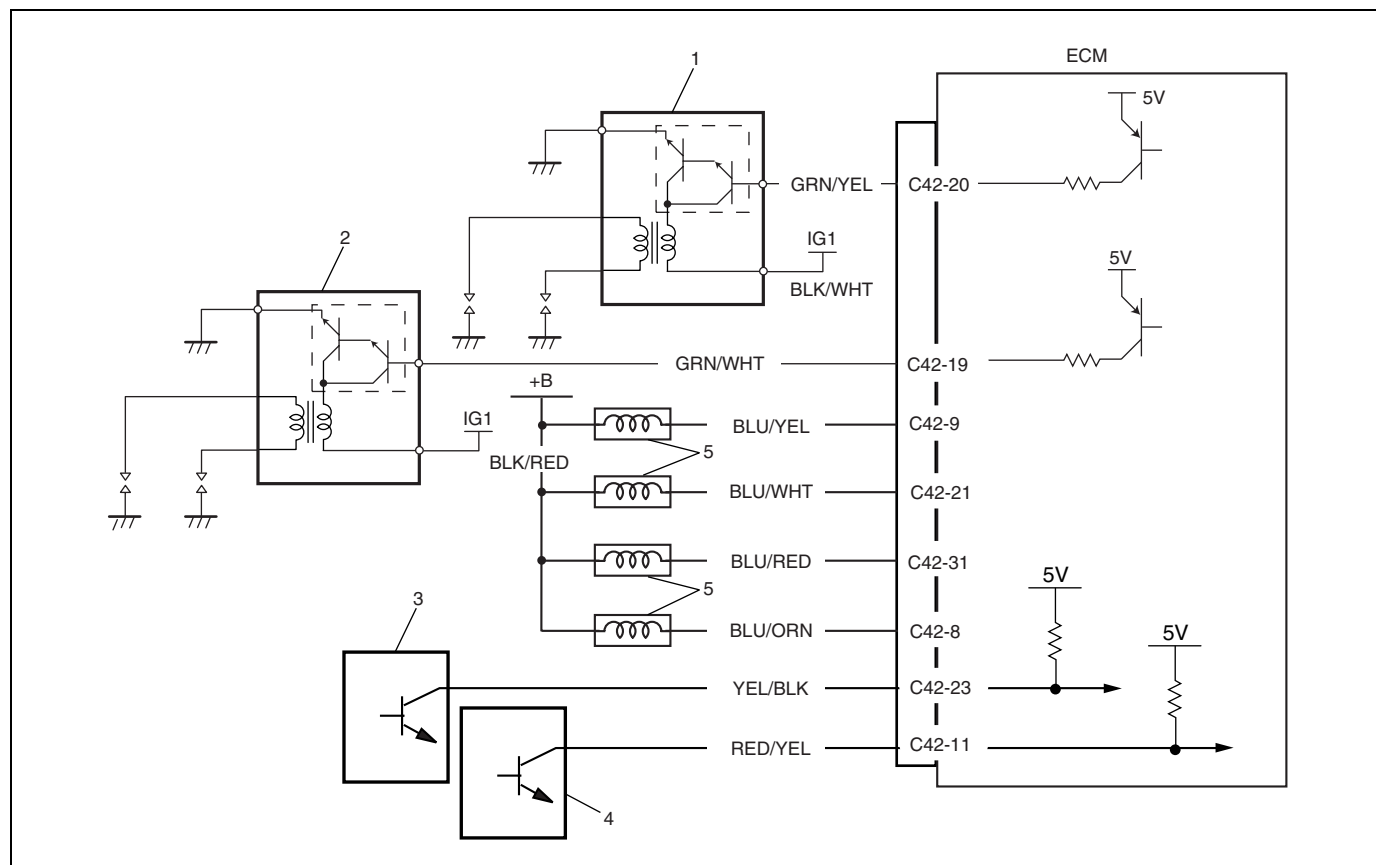 1
ECM
5V
GRN/YEL
C42-20
2
IG1
BLK/WHT
5V
GRN/WHT
C42-19
+B
IG1
BLU/YEL
C42-9
BLK/RED
5
BLU/WHT
C42-21
BLU/RED
C42-31
5V
5
3
BLU/ORN
C42-8
5V
YEL/BLK
C42-23
RED/YEL
C42-11
4